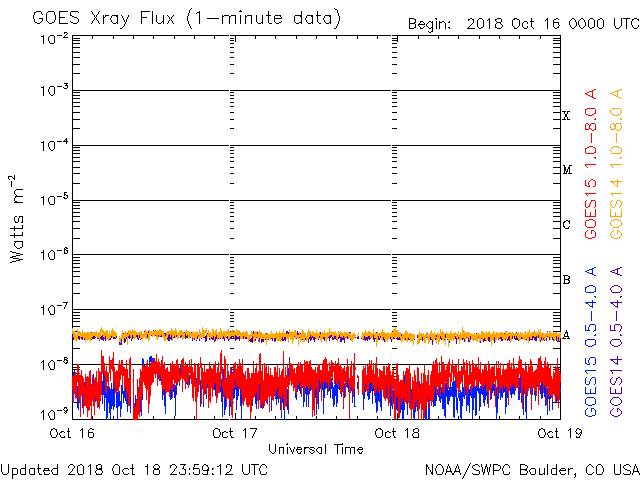 GOES Xray Flux (1-minute data)
Begin: 2018 Oct 16 0000 UTC
Watts m-2
10-2
10-3
10-4
10-5
10-6
10-7
10-8
10-9
X
M
C
B
A
GOES15 1.0-8.0 A
GOES14 1.0-8.0 A
GOES15 0.5-4.0 A
GOES14 0.5-4.0 A
Oct 16
Oct 17
Oct 18
Oct 19
Universal Time
Updated 2018 Oct 18 23:59:12 UTC
NOAA/SWPC Boulder, CO USA